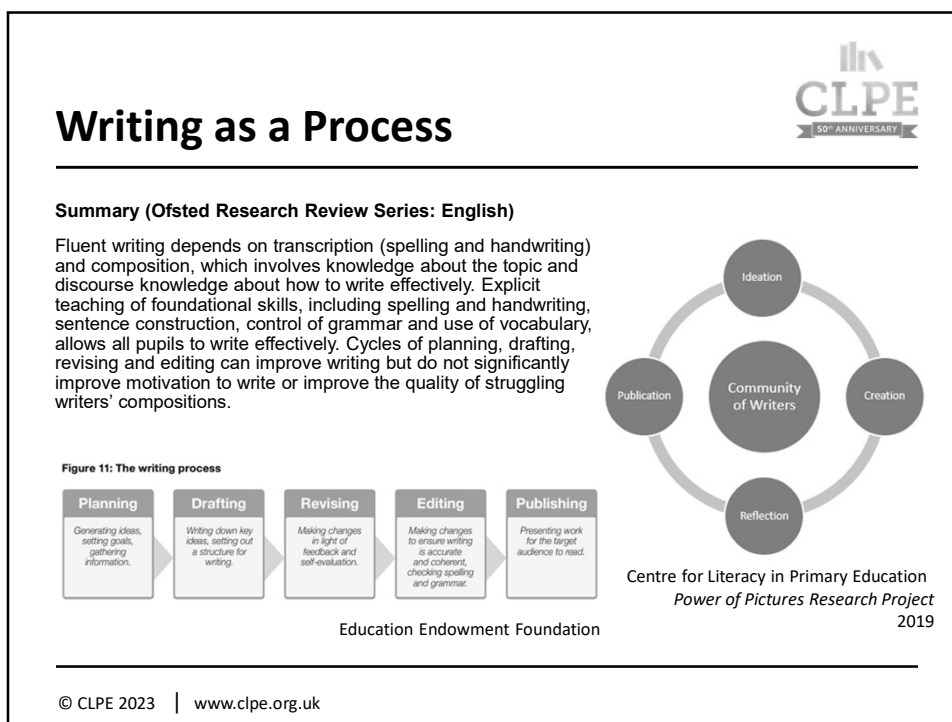 CLPE
50th ANNIVERSARY
Writing as a Process
Summary (Ofsted Research Review Series: English)
Fluent writing depends on transcription (spelling and handwriting)
and composition, which involves knowledge about the topic and
discourse knowledge about how to write effectively. Explicit
teaching of foundational skills, including spelling and handwriting,
sentence construction, control of grammar and use of vocabulary,
allows all pupils to write effectively. Cycles of planning, drafting,
revising and editing can improve writing but do not significantly
improve motivation to write or improve the quality of struggling
writers’ compositions.
Figure 11: The writing process
Planning
Generating ideas,
setting goals,
gathering
information.
Drafting
Writing down key
ideas, setting out
a structure for
writing.
Revising
Making changes
in light of
feedback and
self-evaluation.
Editing
Making changes
to ensure writing
is accurate
and coherent,
checking spelling
and grammar.
Publishing
Presenting work
for the target
audience to read.
Education Endowment Foundation
Ideation
Publication
Community
of Writers
Creation
Reflection
Centre for Literacy in Primary Education
Power of Pictures Research Project
2019
© CLPE 2023 | www.clpe.org.uk